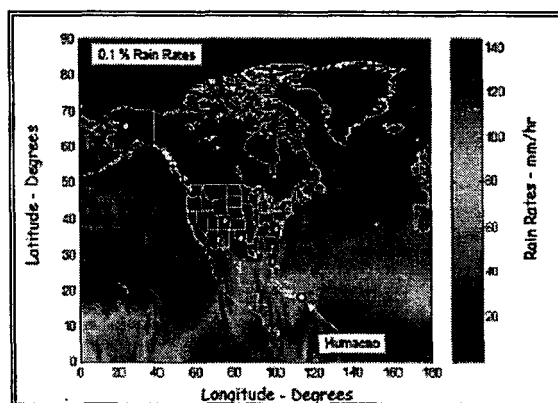 0.1 % Rain Rates
Latitude - Degrees
90
80
70
60
50
40
30
20
10
0
0 20 40 60 80 100 120 140 160 180
Longitude - Degrees
Humacao
140
120
100
80
60
40
20
Rain Rates - mm/hr